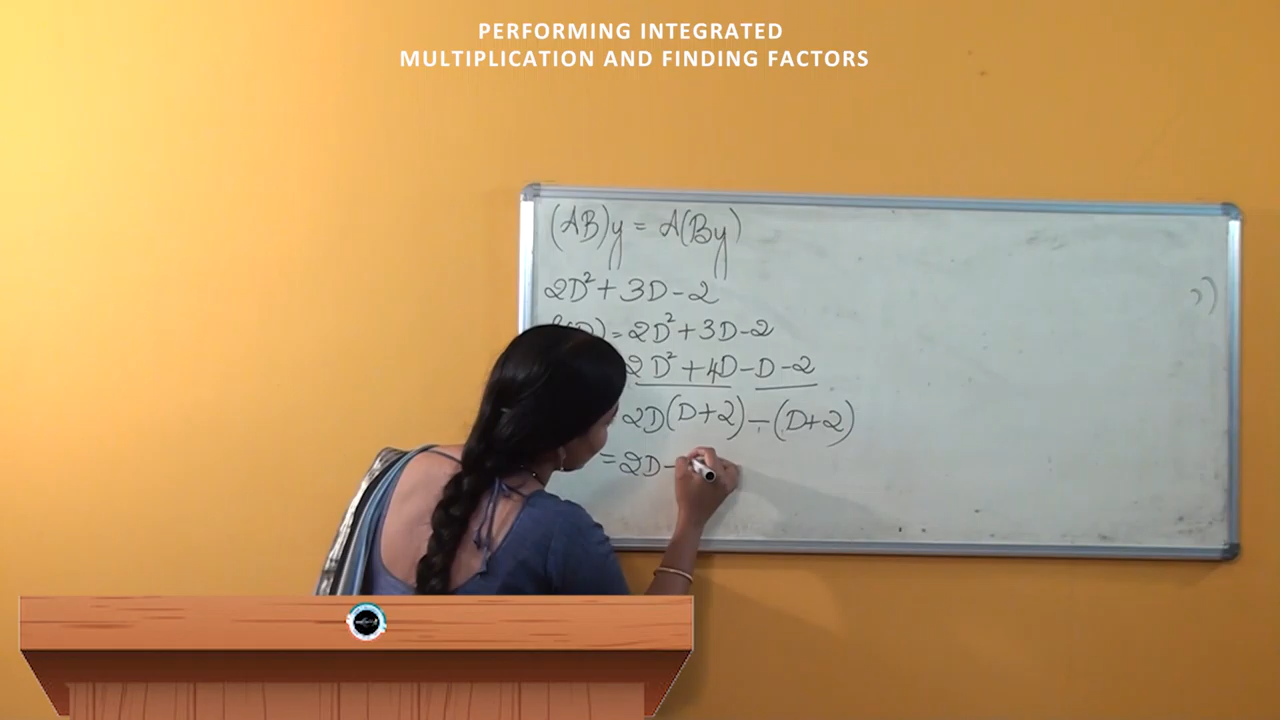 PERFORMING INTEGRATED
MULTIPLICATION AND FINDING FACTORS
(AB)y = A(By)
2D² + 3D - 2
= 2D² + 3D - 2
2D² + 4D - D - 2
2D(D+2) - (D+2)
= 2D -